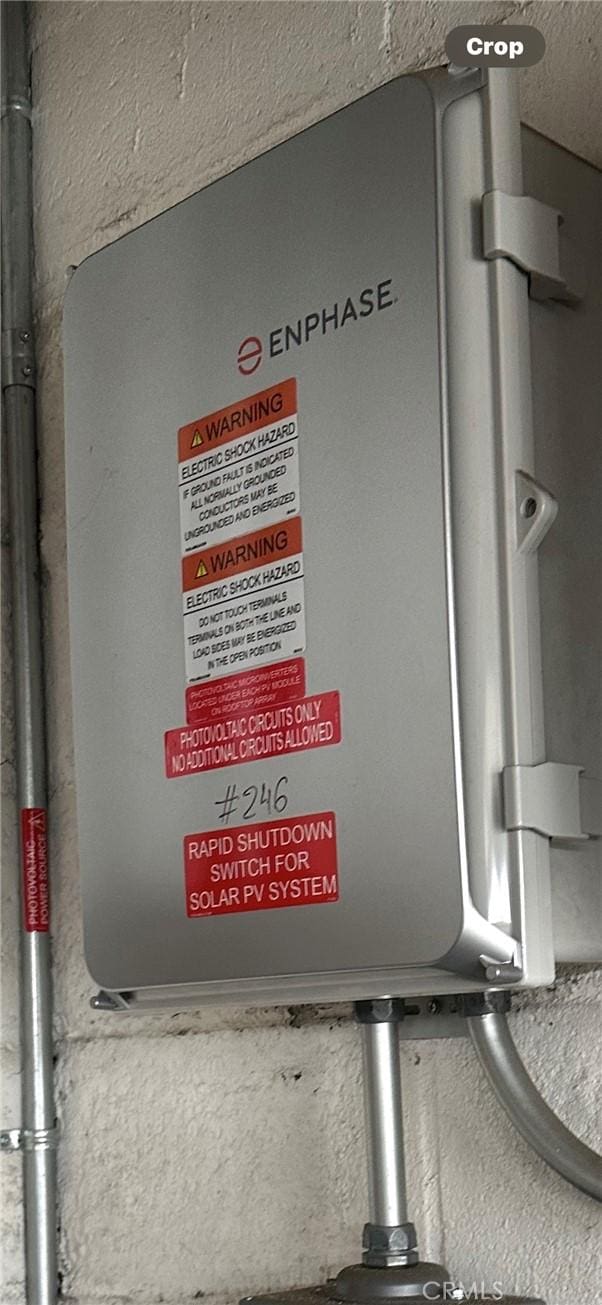 Crop
ENPHASE
WARNING
ELECTRIC SHOCK HAZARD
IF GROUND FAULT IS INDICATED
ALL NORMALLY GROUNDED
CONDUCTORS MAY BE
UNGROUNDED AND ENERGIZED
WARNING
ELECTRIC SHOCK HAZARD
DO NOT TOUCH TERMINALS
TERMINALS ON BOTH THE LINE AND
LOAD SIDES MAY BE ENERGIZED
IN THE OPEN POSITION
PHOTOVOLTAIC MICROINVERTERS
LOCATED UNDER EACH PV MODULE
ON ROOFTOP ARRAY
PHOTOVOLTAIC CIRCUITS ONLY
NO ADDITIONAL CIRCUITS ALLOWED
#246
RAPID SHUTDOWN
SWITCH FOR
SOLAR PV SYSTEM
PHOTOVOLTAIC
POWER SOURCE
CRMLS